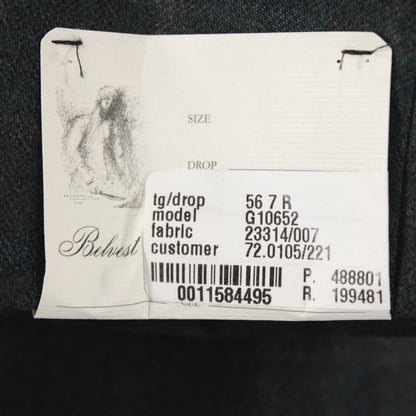 SIZE
DROP
Belvest
tg/drop 56 7 R
model G10652
fabric 23314/007
customer 72.0105/221
P. 488801
0011584495 R. 199481